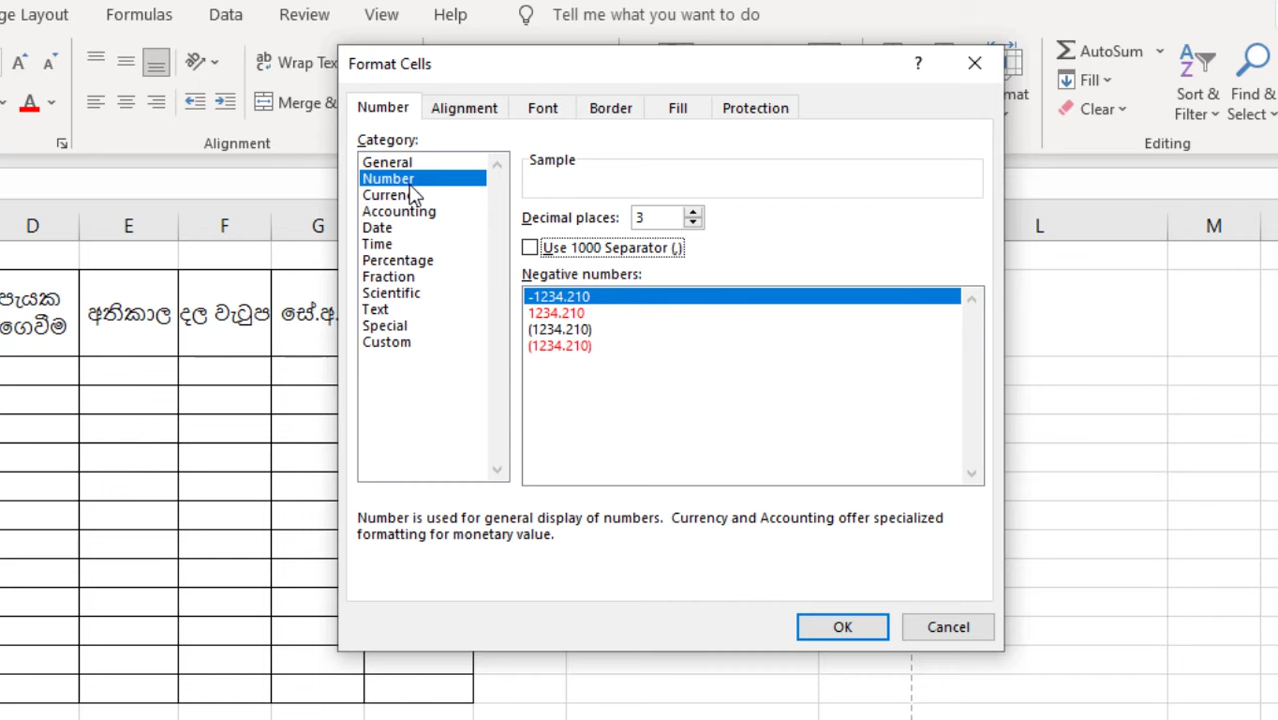 ge Layout Formulas Data Review View Help Tell me what you want to do
Wrap Tex
Merge &
Alignment
AutoSum
Fill
Clear
Sort &
Filter
Find &
Select
Editing
mat
Format Cells
?
Number Alignment Font Border Fill Protection
Category:
General
Number
Curren
Accounting
Date
Time
Percentage
Fraction
Scientific
Text
Special
Custom
Sample
Decimal places: 3
Use 1000 Separator (,)
Negative numbers:
-1234.210
1234.210
(1234.210)
(1234.210)
Number is used for general display of numbers. Currency and Accounting offer specialized
formatting for monetary value.
OK Cancel
D E F G L M
පැයක
ගෙවීම
අතිකාල
දල වැටුප
සේ.අ.